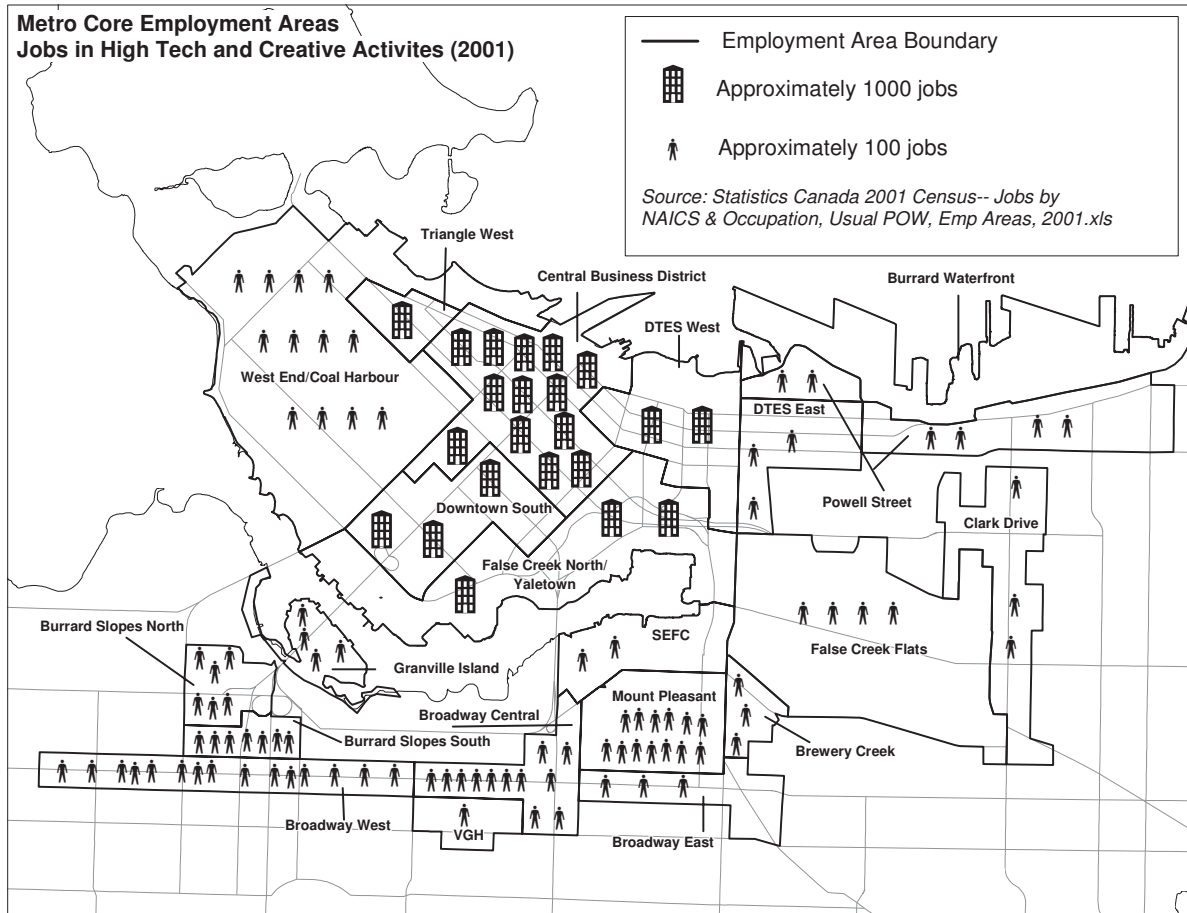 Metro Core Employment Areas
Jobs in High Tech and Creative Activites (2001)
Employment Area Boundary
Approximately 1000 jobs
Approximately 100 jobs
Source: Statistics Canada 2001 Census-- Jobs by
NAICS & Occupation, Usual POW, Emp Areas, 2001.xls
Triangle West
Central Business District
Burrard Waterfront
DTES West
West End/Coal Harbour
DTES East
Powell Street
Clark Drive
Downtown South
False Creek North/
Yaletown
Burrard Slopes North
SEFC
False Creek Flats
Granville Island
Mount Pleasant
Broadway Central
Burrard Slopes South
Brewery Creek
Broadway West
VGH
Broadway East